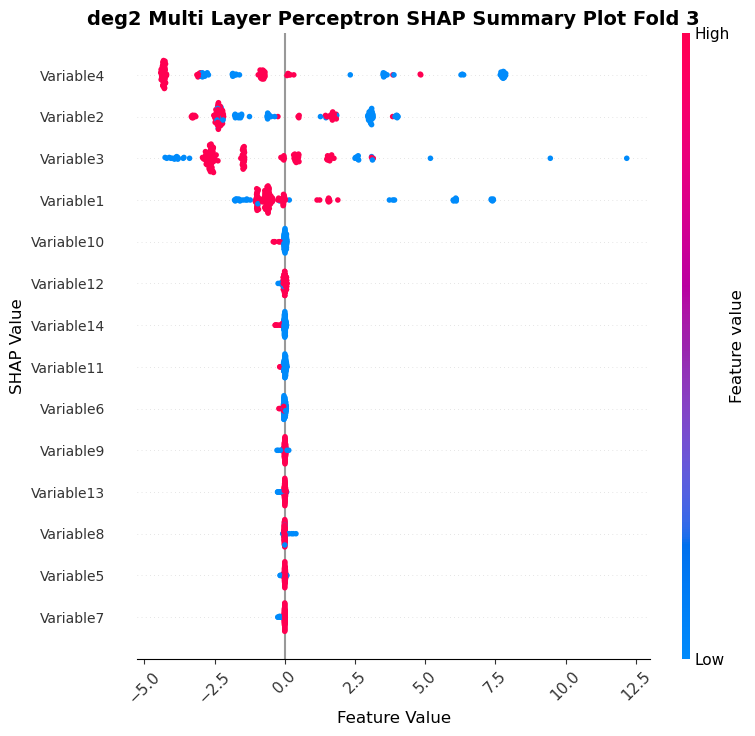 deg2 Multi Layer Perceptron SHAP Summary Plot Fold 3
High
Variable4
Variable2
Variable3
Variable1
Variable10
Variable12
Variable14
Variable11
Variable6
Variable9
Variable13
Variable8
Variable5
Variable7
SHAP Value
Feature value
Low
−5.0
−2.5
0.0
2.5
5.0
7.5
10.0
12.5
Feature Value